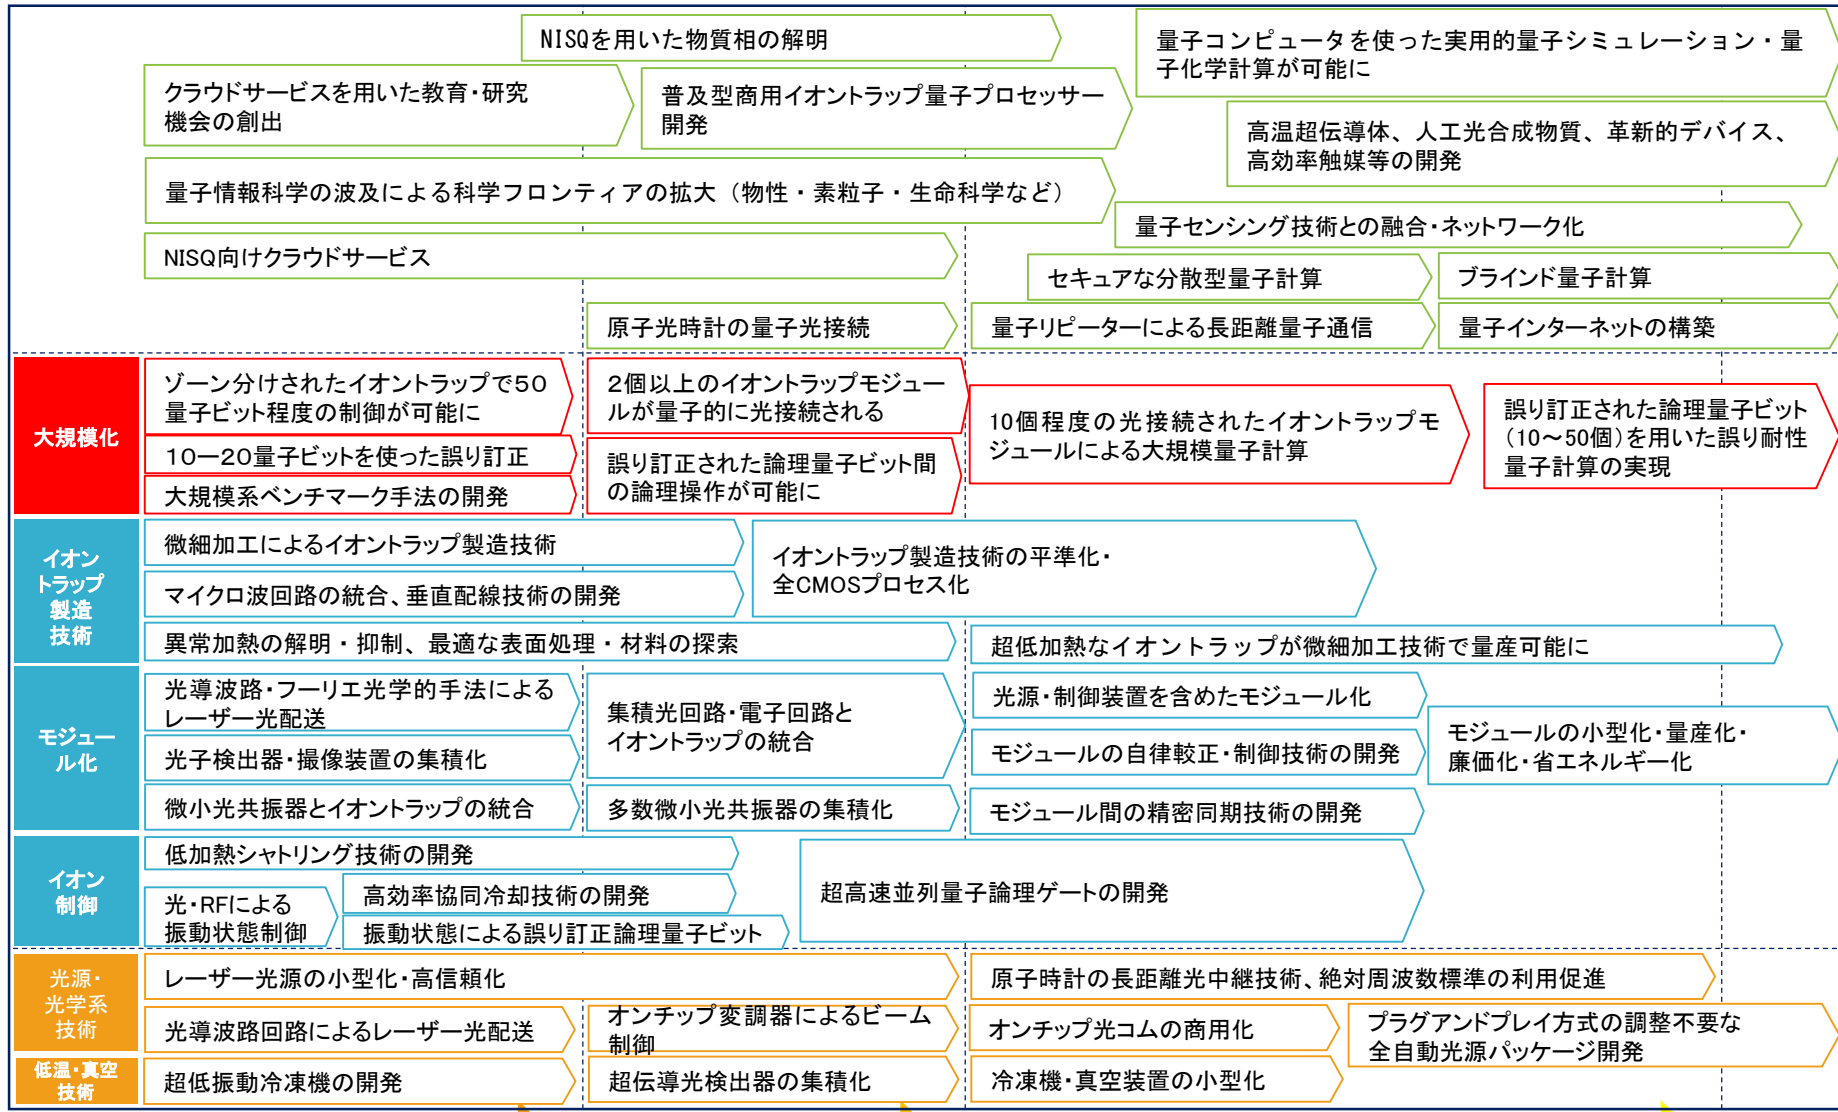 NISQを用いた物質相の解明
量子コンピュータを使った実用的量子シミュレーション・量
子化学計算が可能に
クラウドサービスを用いた教育・研究
機会の創出
普及型商用イオントラップ量子プロセッサー
開発
高温超伝導体、人工光合成物質、革新的デバイス、
高効率触媒等の開発
量子情報科学の波及による科学フロンティアの拡大（物性・素粒子・生命科学など）
量子センシング技術との融合・ネットワーク化
NISQ向けクラウドサービス
セキュアな分散型量子計算
ブラインド量子計算
原子光時計の量子光接続
量子リピーターによる長距離量子通信
量子インターネットの構築
大規模化
ゾーン分けされたイオントラップで５０
量子ビット程度の制御が可能に
１０ー２０量子ビットを使った誤り訂正
大規模系ベンチマーク手法の開発
２個以上のイオントラップモジュー
ルが量子的に光接続される
誤り訂正された論理量子ビット間
の論理操作が可能に
10個程度の光接続されたイオントラップモ
ジュールによる大規模量子計算
誤り訂正された論理量子ビット
（10～50個）を用いた誤り耐性
量子計算の実現
イオン
トラップ
製造
技術
微細加工によるイオントラップ製造技術
マイクロ波回路の統合、垂直配線技術の開発
イオントラップ製造技術の平準化・
全CMOSプロセス化
異常加熱の解明・抑制、最適な表面処理・材料の探索
超低加熱なイオントラップが微細加工技術で量産可能に
モジュー
ル化
光導波路・フーリエ光学的手法による
レーザー光配送
光子検出器・撮像装置の集積化
微小光共振器とイオントラップの統合
集積光回路・電子回路と
イオントラップの統合
多数微小光共振器の集積化
光源・制御装置を含めたモジュール化
モジュールの自律較正・制御技術の開発
モジュール間の精密同期技術の開発
モジュールの小型化・量産化・
廉価化・省エネルギー化
イオン
制御
低加熱シャトリング技術の開発
光・RFによる
振動状態制御
高効率協同冷却技術の開発
振動状態による誤り訂正論理量子ビット
超高速並列量子論理ゲートの開発
光源・
光学系
技術
レーザー光源の小型化・高信頼化
原子時計の長距離光中継技術、絶対周波数標準の利用促進
光導波路回路によるレーザー光配送
オンチップ変調器によるビーム
制御
オンチップ光コムの商用化
プラグアンドプレイ方式の調整不要な
全自動光源パッケージ開発
低温・真空
技術
超低振動冷凍機の開発
超伝導光検出器の集積化
冷凍機・真空装置の小型化